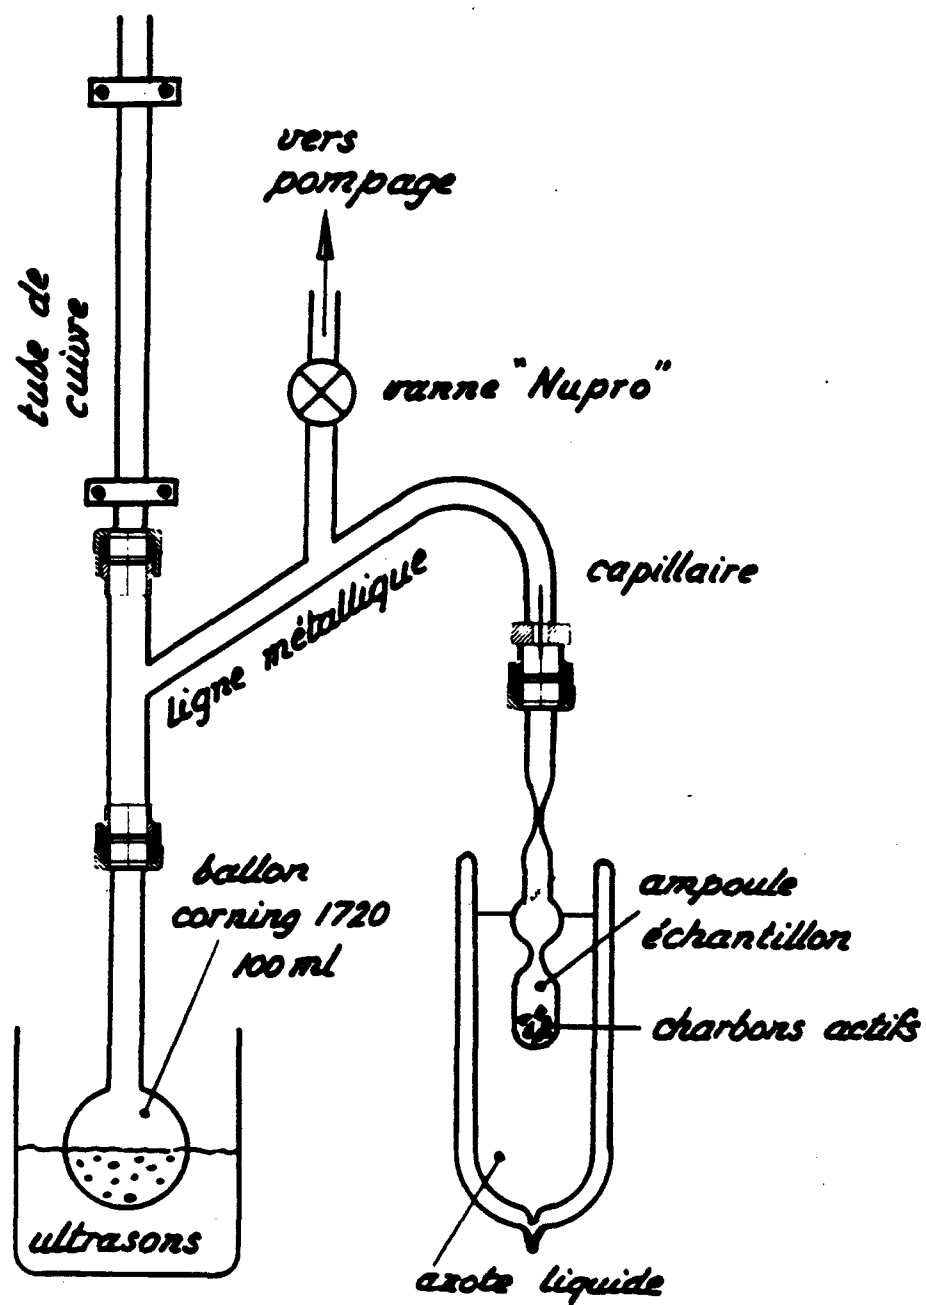 vers
pompage
tube de
cuivre
vanne "Nupro"
capillaire
ligne métallique
ballon
corning 1720
100 ml
ampoule
échantillon
charbons actifs
ultrasons
azote liquide